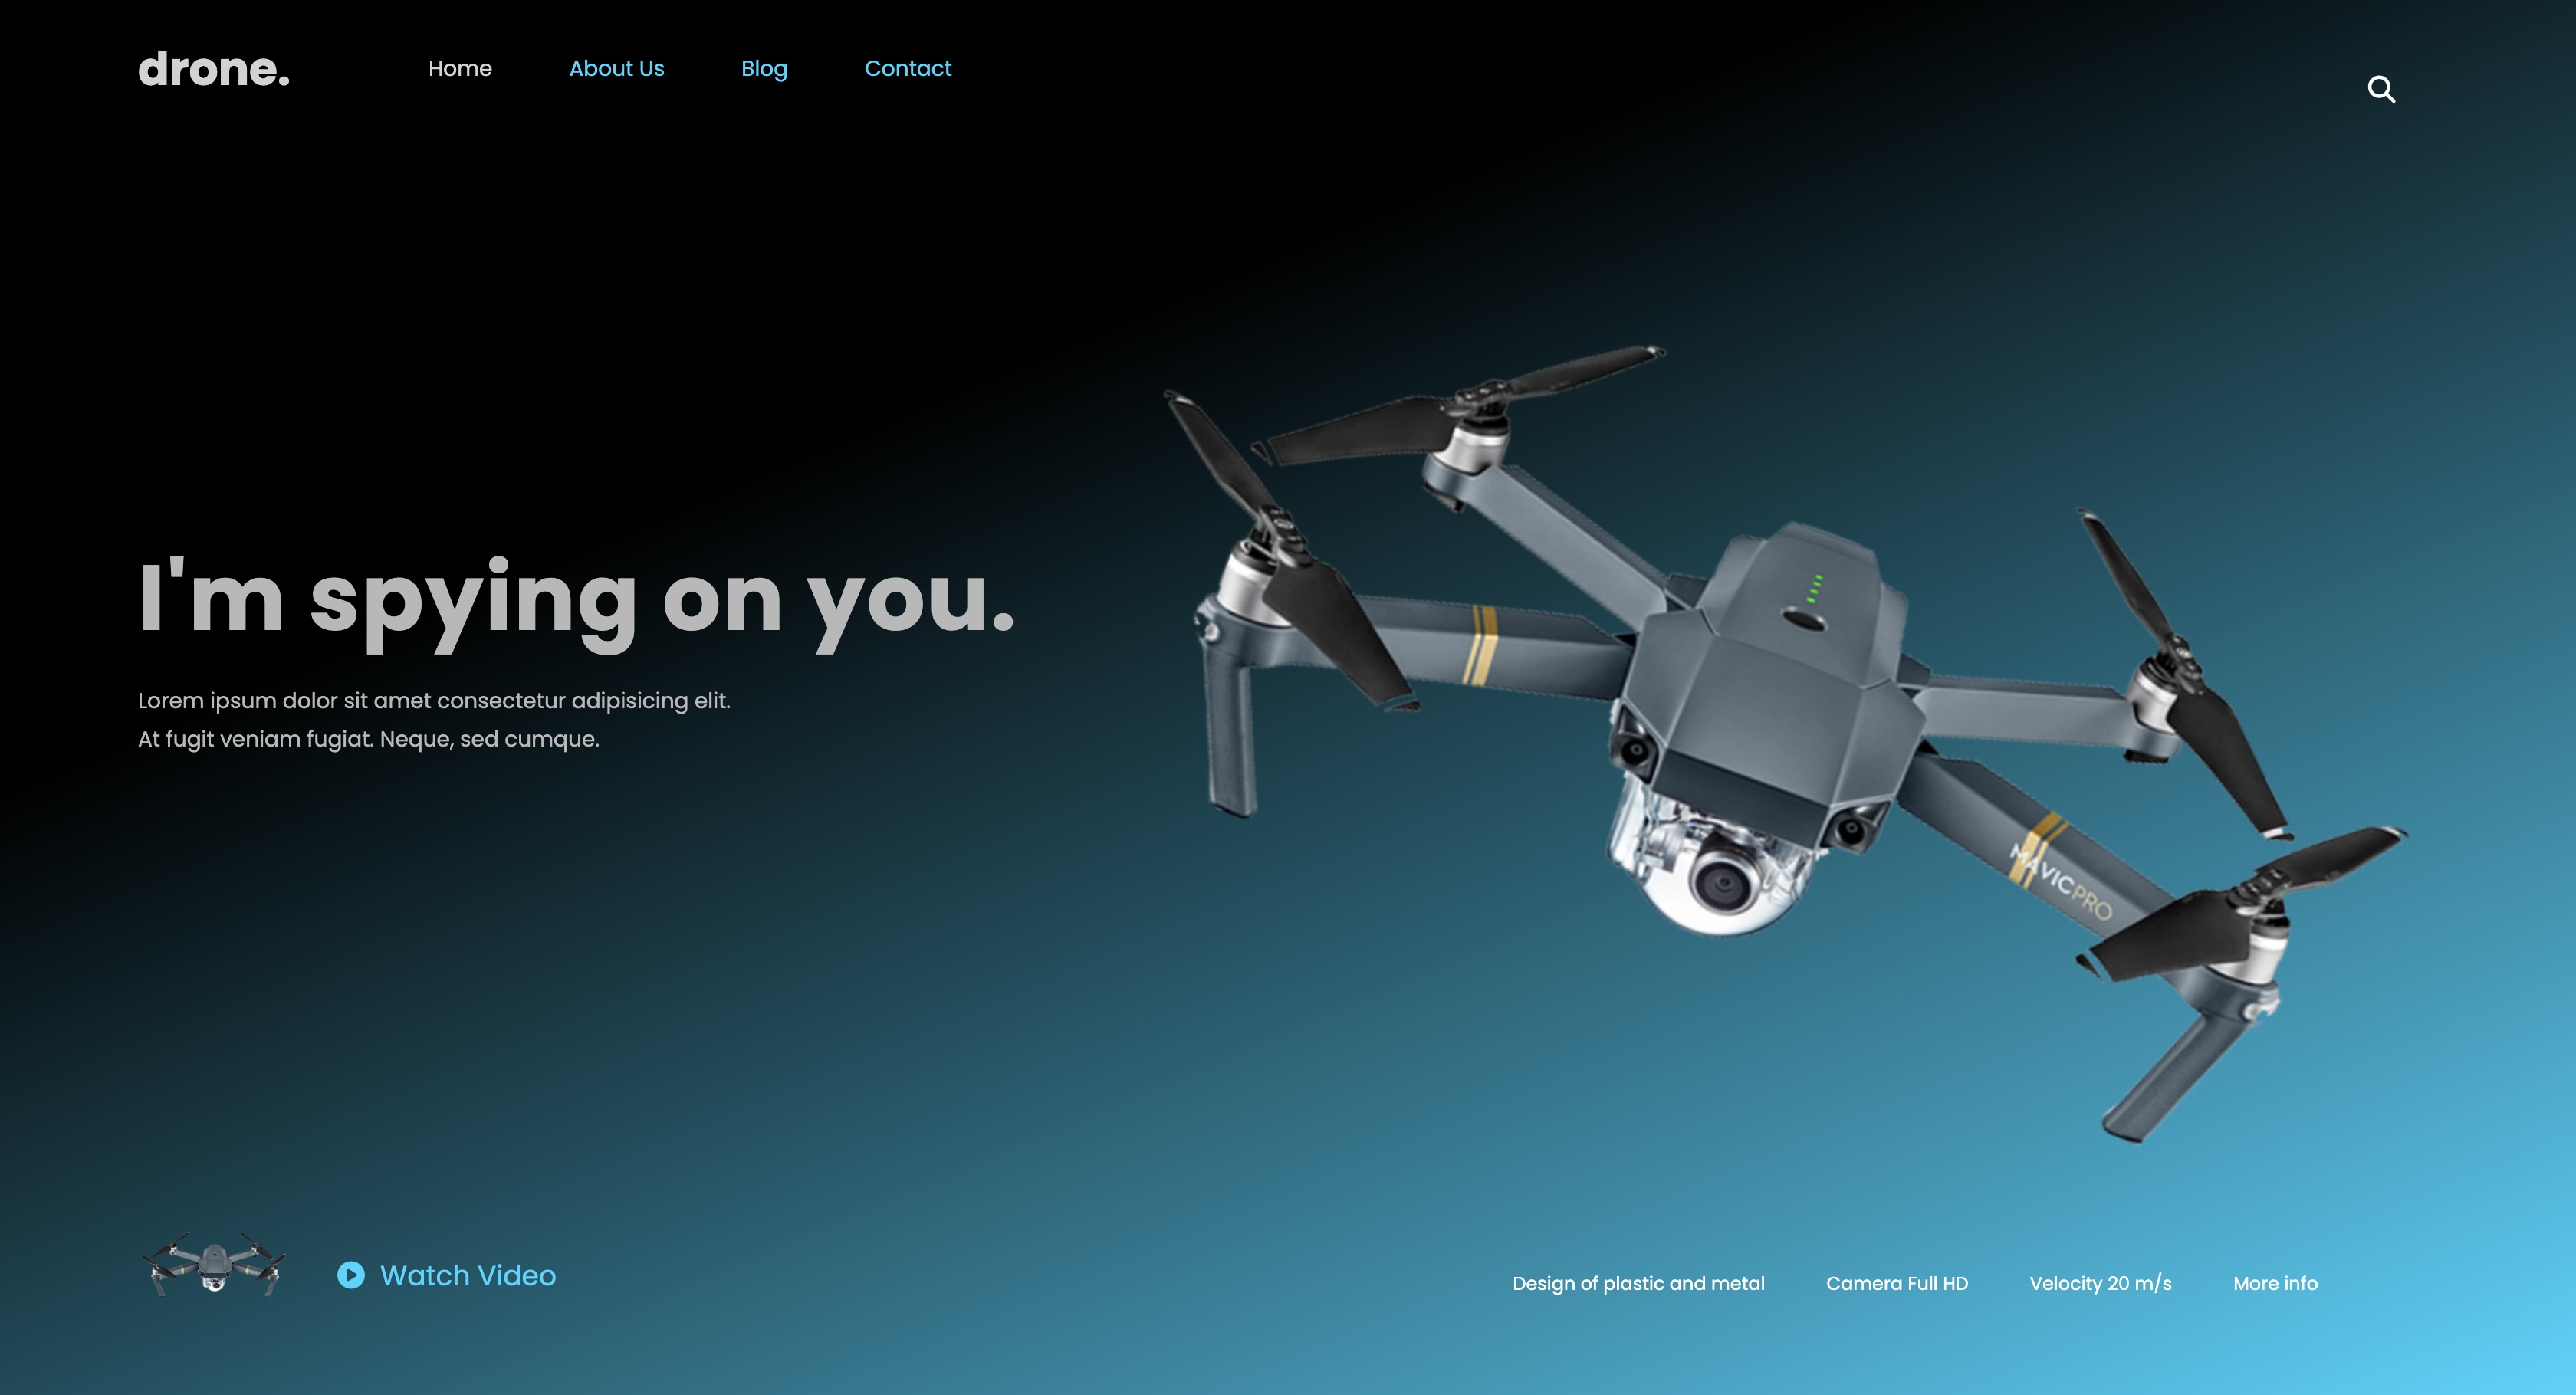 drone.
Home
About Us
Blog
Contact
I'm spying on you.
Lorem ipsum dolor sit amet consectetur adipisicing elit.
At fugit veniam fugiat. Neque, sed cumque.
MAVIC PRO
Watch Video
Design of plastic and metal
Camera Full HD
Velocity 20 m/s
More info